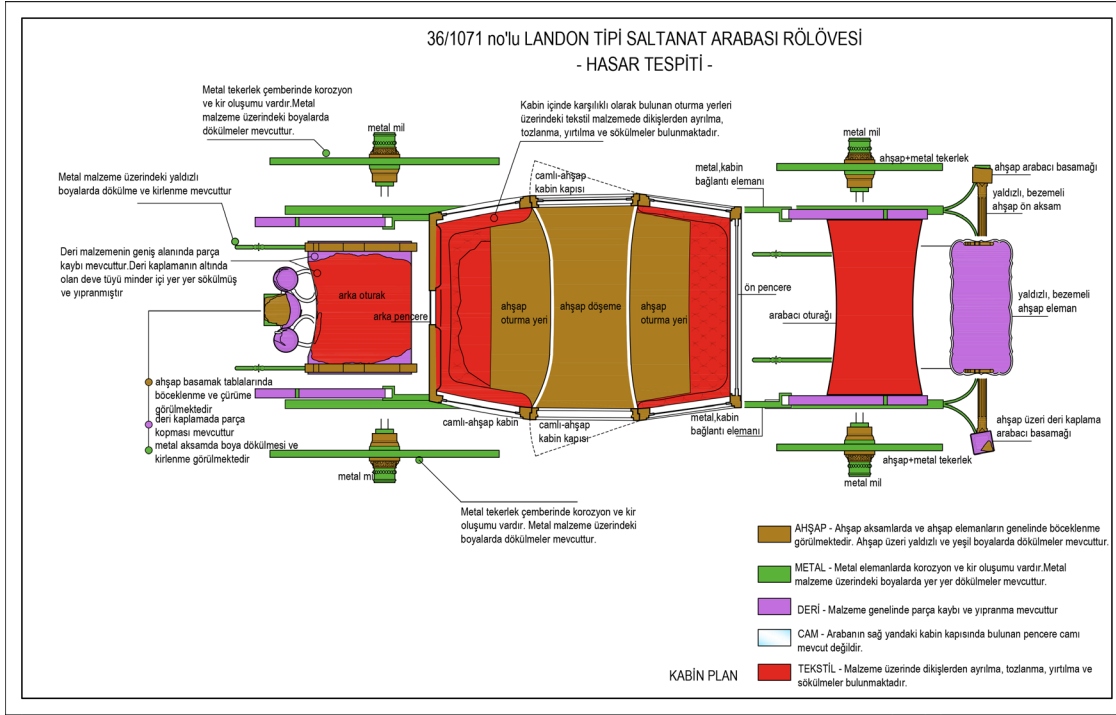 36/1071 no'lu LANDON TİPİ SALTANAT ARABASI RÖLÖVESİ
- HASAR TESPİTİ -
Metal tekerlek çemberinde korozyon
ve kir oluşumu vardır.Metal
malzeme üzerindeki boyalarda
dökülmeler mevcuttur.
metal mil
Kabin içinde karşılıklı olarak bulunan oturma yerleri
üzerindeki tekstil malzemede dikişlerden ayrılma,
tozlanma, yırtılma ve sökülmeler bulunmaktadır.
metal mil
ahşap+metal tekerlek
camlı-ahşap
kabin kapısı
metal,kabin
bağlantı elemanı
ahşap arabacı basamağı
yaldızlı, bezemeli
ahşap ön aksam
Metal malzeme üzerindeki yaldızlı
boyalarda dökülme ve kirlenme mevcuttur
Deri malzemenin geniş alanında parça
kaybı mevcuttur.Deri kaplamanın altında
olan deve tüyü minder içi yer yer sökülmüş
ve yıpranmıştır
arka oturak
arka pencere
ahşap
oturma yeri
ahşap döşeme
ahşap
oturma yeri
ön pencere
arabacı oturağı
yaldızlı, bezemeli
ahşap eleman
ahşap basamak tablalarında
böceklenme ve çürüme
görülmektedir
deri kaplamada parça
kopması mevcuttur
metal aksamda boya dökülmesi ve
kirlenme görülmektedir
camlı-ahşap kabin
camlı-ahşap
kabin kapısı
metal,kabin
bağlantı elemanı
ahşap üzeri deri kaplama
arabacı basamağı
ahşap+metal tekerlek
metal mil
metal mil
Metal tekerlek çemberinde korozyon ve kir
oluşumu vardır. Metal malzeme üzerindeki
boyalarda dökülmeler mevcuttur.
AHŞAP - Ahşap aksamlarda ve ahşap elemanların genelinde böceklenme
görülmektedir. Ahşap üzeri yaldızlı ve yeşil boyalarda dökülmeler mevcuttur.
METAL - Metal elemanlarda korozyon ve kir oluşumu vardır.Metal
malzeme üzerindeki boyalarda yer yer dökülmeler mevcuttur.
DERİ - Malzeme genelinde parça kaybı ve yıpranma mevcuttur
CAM - Arabanın sağ yandaki kabin kapısında bulunan pencere camı
mevcut değildir.
TEKSTİL - Malzeme üzerinde dikişlerden ayrılma, tozlanma, yırtılma ve
sökülmeler bulunmaktadır.
KABİN PLAN